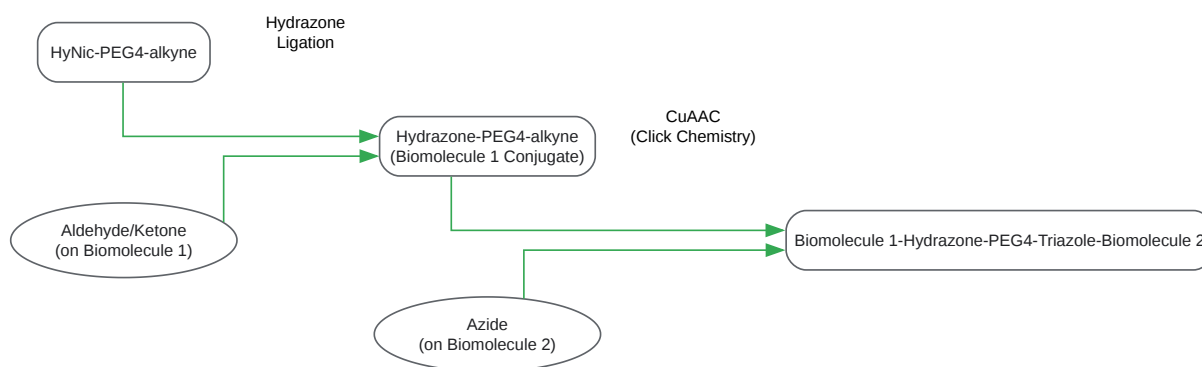 Hydrazone
Ligation
HyNic-PEG4-alkyne
CuAAC
(Click Chemistry)
Hydrazone-PEG4-alkyne
(Biomolecule 1 Conjugate)
Aldehyde/Ketone
(on Biomolecule 1)
Biomolecule 1-Hydrazone-PEG4-Triazole-Biomolecule 2
Azide
(on Biomolecule 2)